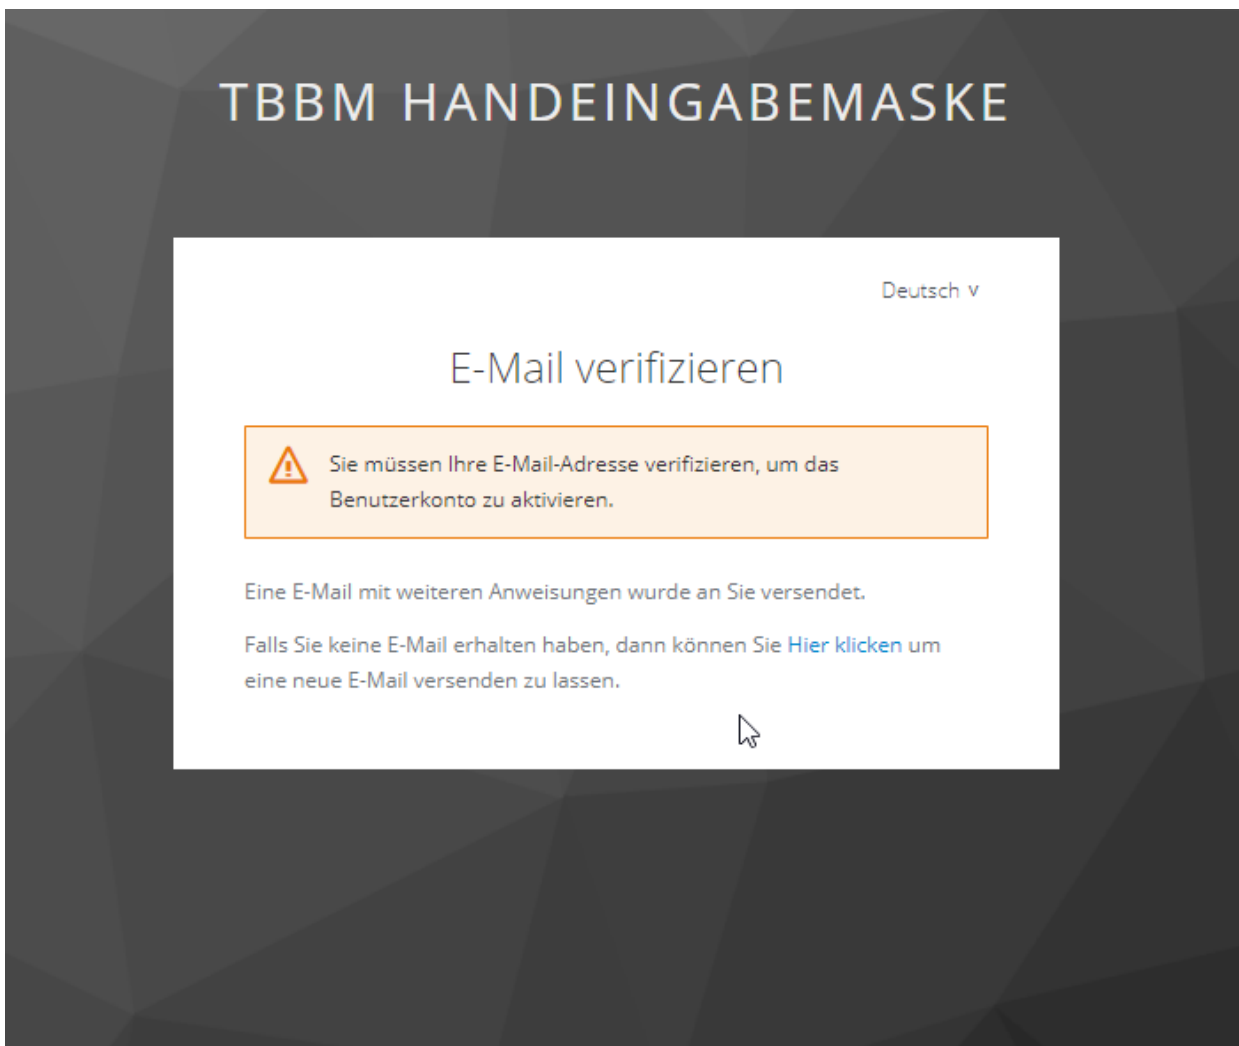 TBBM HANDEINGABEMASKE
Deutsch v
E-Mail verifizieren
Sie müssen Ihre E-Mail-Adresse verifizieren, um das
Benutzerkonto zu aktivieren.
Eine E-Mail mit weiteren Anweisungen wurde an Sie versendet.
Falls Sie keine E-Mail erhalten haben, dann können Sie Hier klicken um
eine neue E-Mail versenden zu lassen.